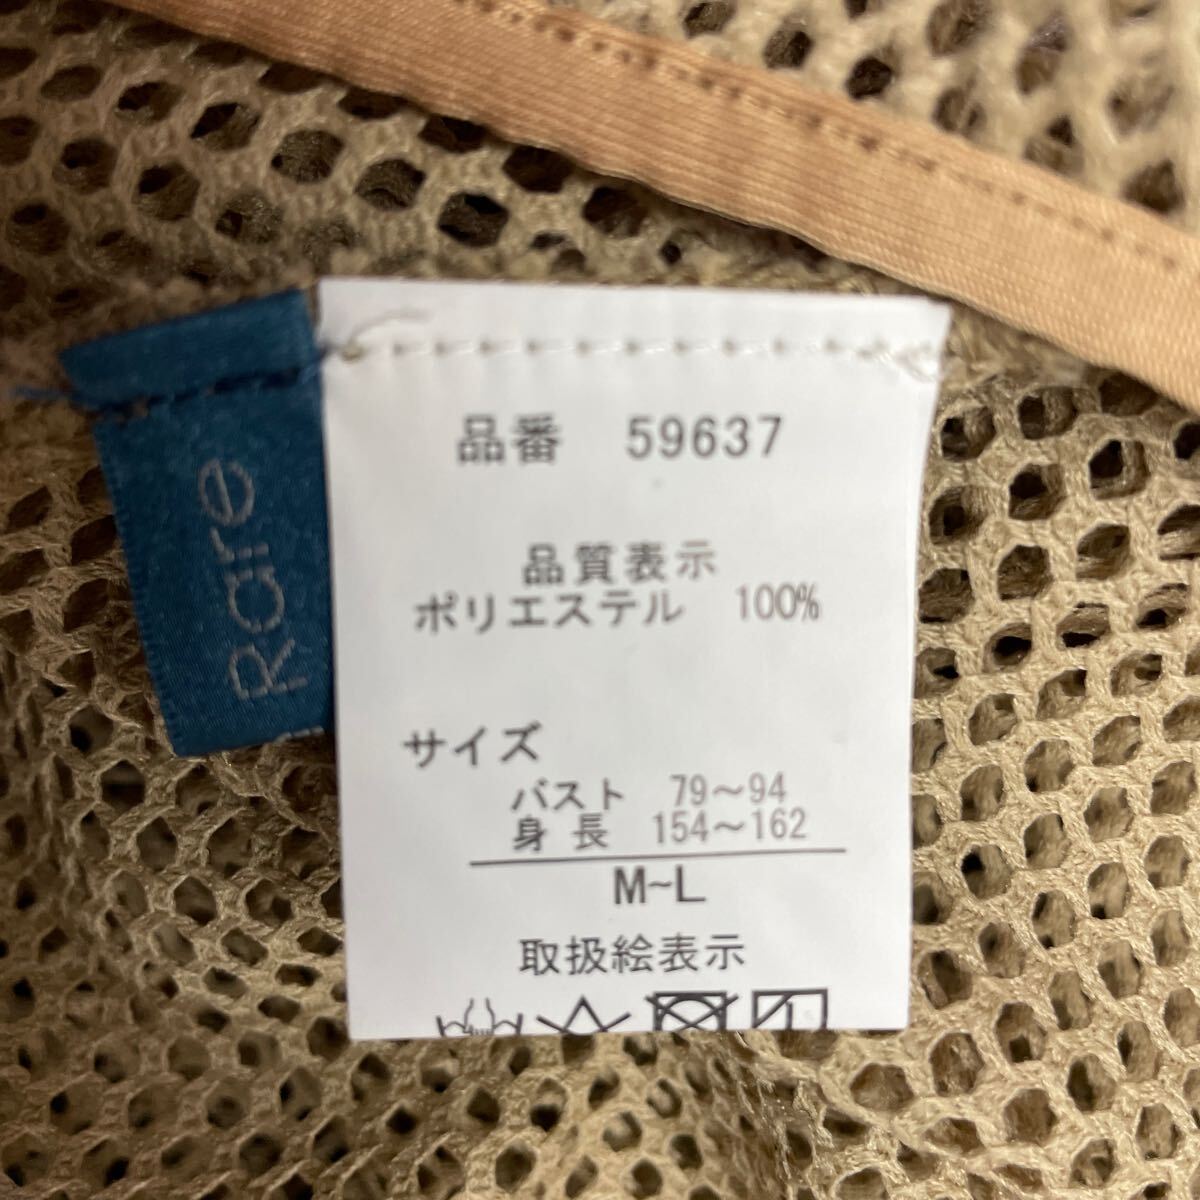 Raire
品番 59637
品質表示
ポリエステル 100%
サイズ
バスト 79～94
身長 154～162
M~L
取扱絵表示